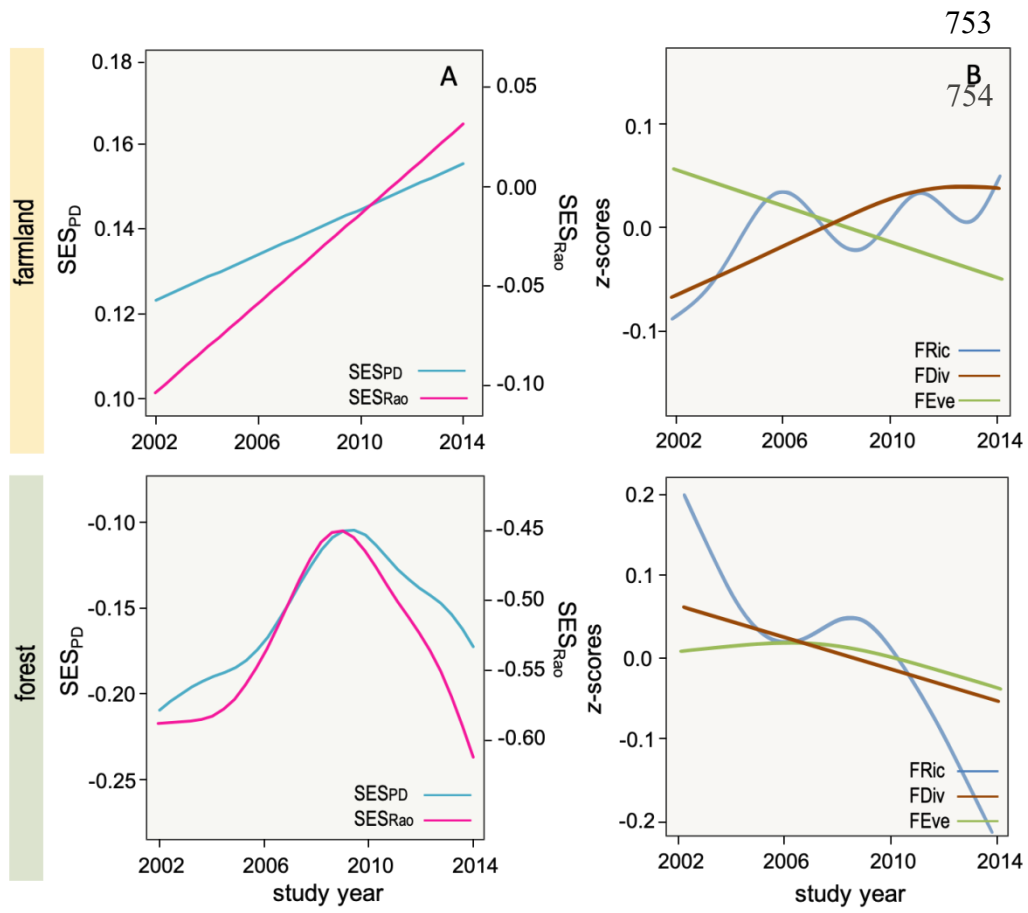 753
754
farmland
A
SESPD
0.18
0.16
0.14
0.12
0.10
0.05
0.00
-0.05
-0.10
SESRao
SESPD
SESRao
2002 2006 2010 2014
B
z-scores
0.1
0.0
-0.1
FRic
FDiv
FEve
2002 2006 2010 2014
forest
SESPD
-0.10
-0.15
-0.20
-0.25
-0.45
-0.50
-0.55
-0.60
SESRao
SESPD
SESRao
2002 2006 2010 2014
study year
z-scores
0.2
0.1
0.0
-0.1
-0.2
FRic
FDiv
FEve
2002 2006 2010 2014
study year